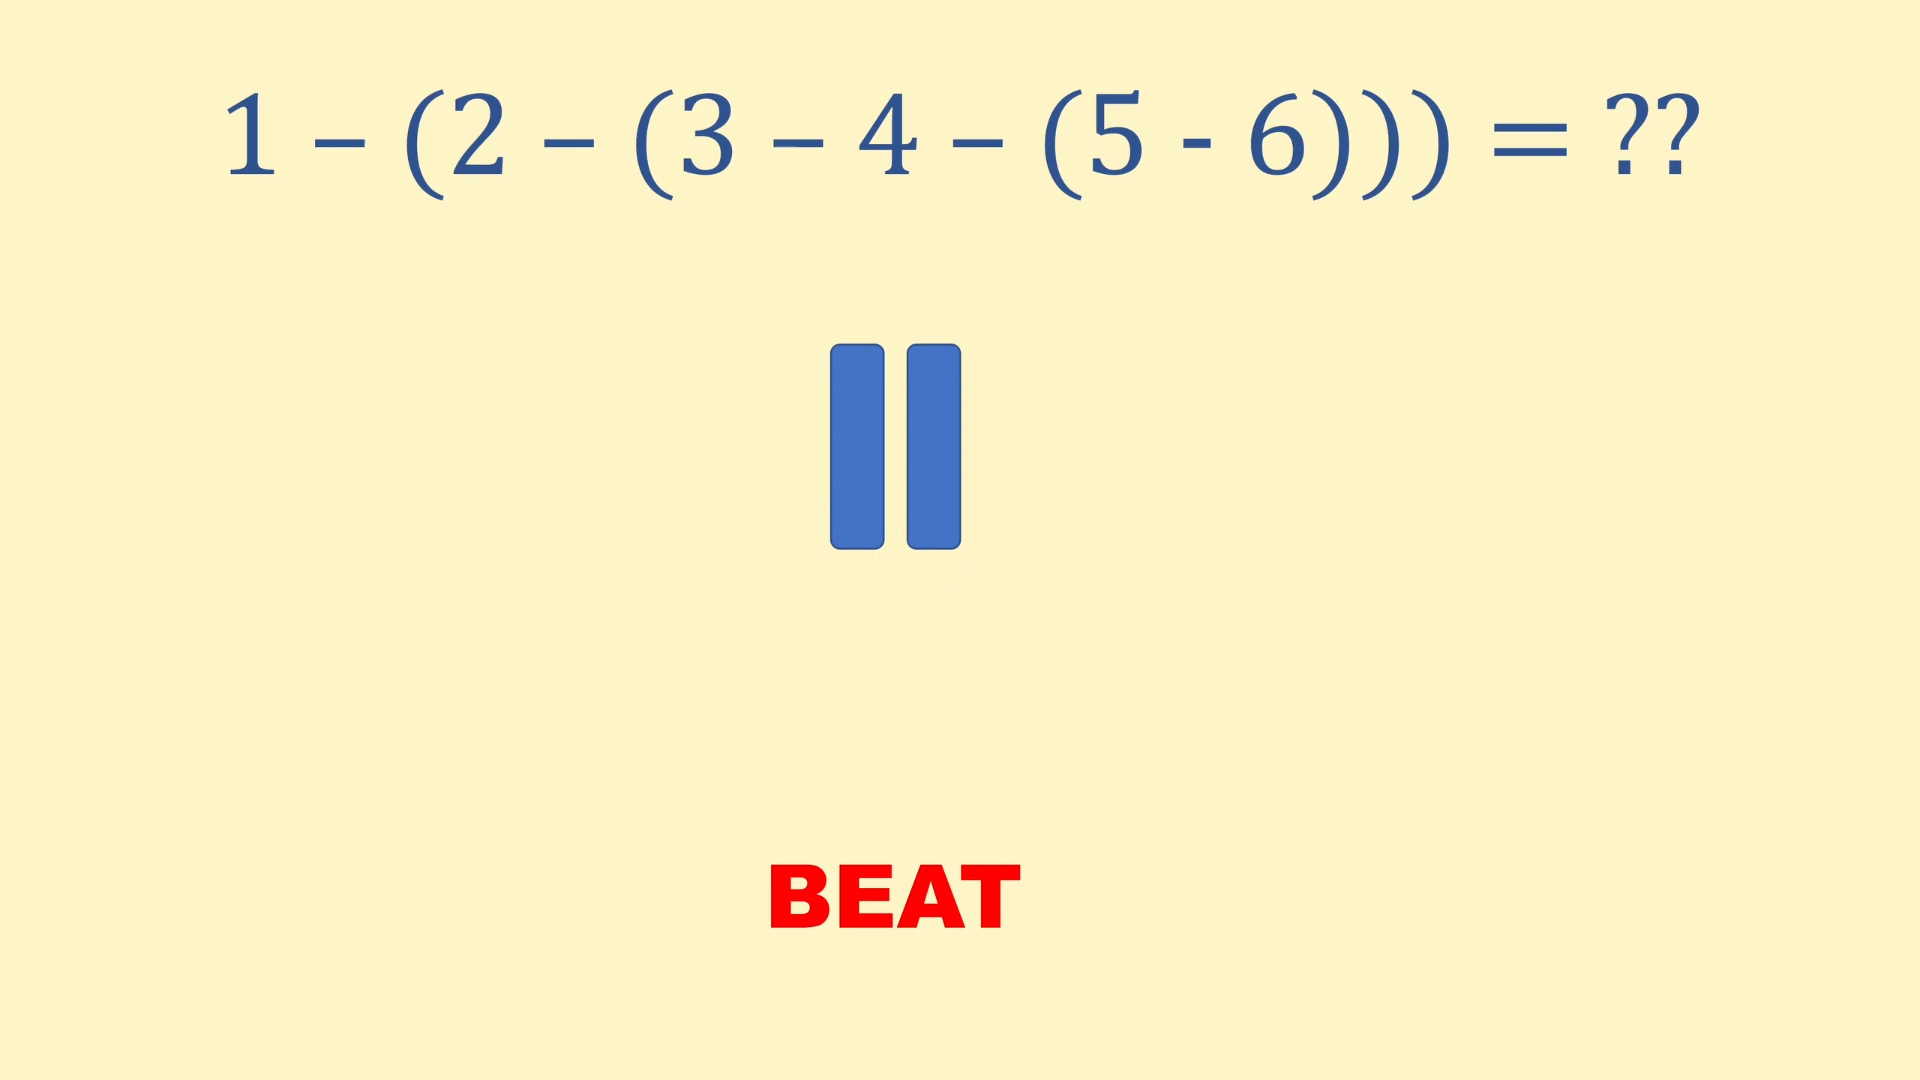 1 – (2 – (3 – 4 – (5 - 6))) = ??
BEAT